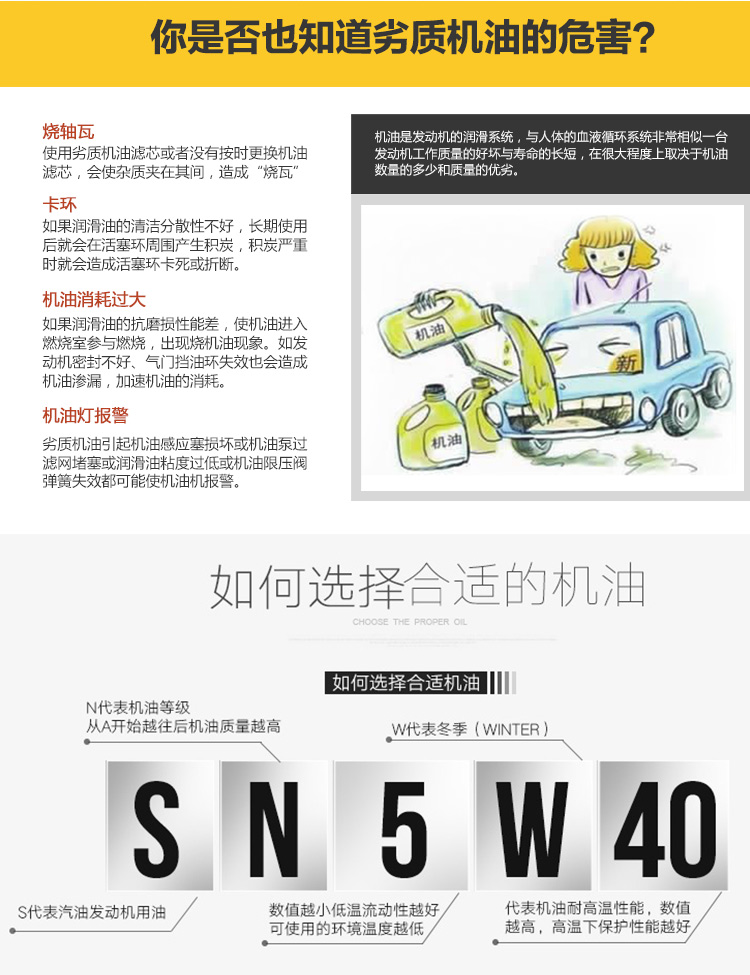 你是否也知道劣质机油的危害?
烧轴瓦
使用劣质机油滤芯或者没有按时更换机油
滤芯，会使杂质夹在其间，造成“烧瓦”
卡环
如果润滑油的清洁分散性不好，长期使用
后就会在活塞环周围产生积炭，积炭严重
时就会造成活塞环卡死或折断。
机油消耗过大
如果润滑油的抗磨损性能差，使机油进入
燃烧室参与燃烧，出现烧机油现象。如发
动机密封不好、气门挡油环失效也会造成
机油渗漏，加速机油的消耗。
机油灯报警
劣质机油引起机油感应塞损坏或机油泵过
滤网堵塞或润滑油粘度过低或机油限压阀
弹簧失效都可能使机油机报警。
机油是发动机的润滑系统，与人体的血液循环系统非常相似一台
发动机工作质量的好坏与寿命的长短，在很大程度上取决于机油
数量的多少和质量的优劣。
机油
新
机油
如何选择合适的机油
CHOOSE THE PROPER OIL
如何选择合适机油
N代表机油等级
从A开始越往后机油质量越高
W代表冬季（WINTER）
S N 5 W 40
S代表汽油发动机用油
数值越小低温流动性越好
可使用的环境温度越低
代表机油耐高温性能，数值
越高，高温下保护性能越好